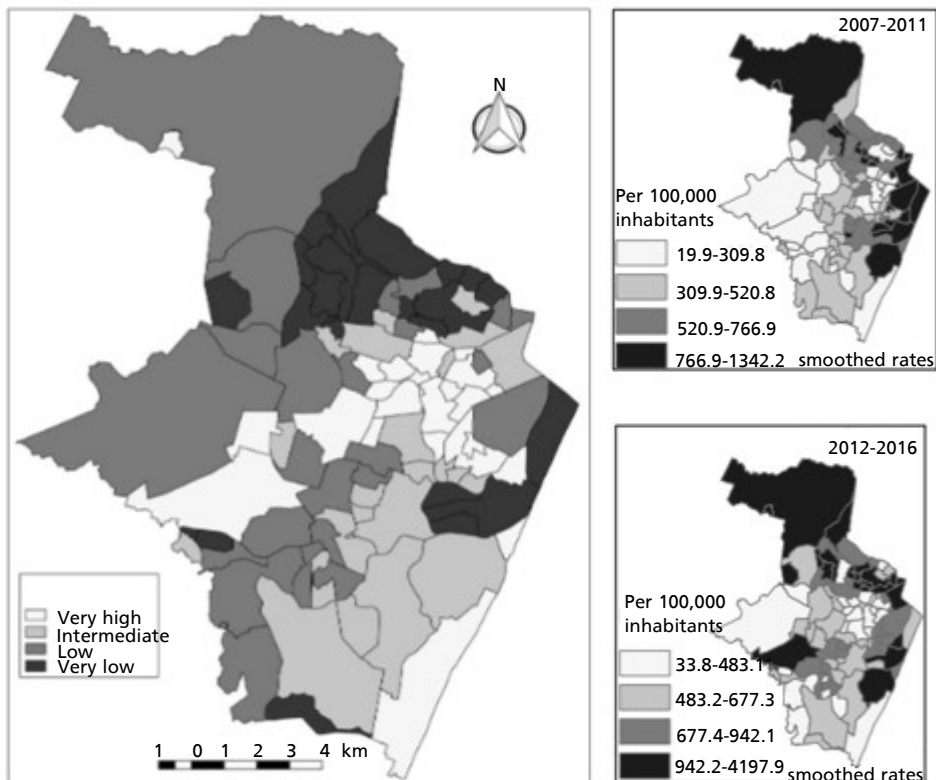 N
Very high
Intermediate
Low
Very low
1 0 1 2 3 4 km
2007-2011
Per 100,000
inhabitants
19.9-309.8
309.9-520.8
520.9-766.9
766.9-1342.2 smoothed rates
2012-2016
Per 100,000
inhabitants
33.8-483.1
483.2-677.3
677.4-942.1
942.2-4197.9 smoothed rates